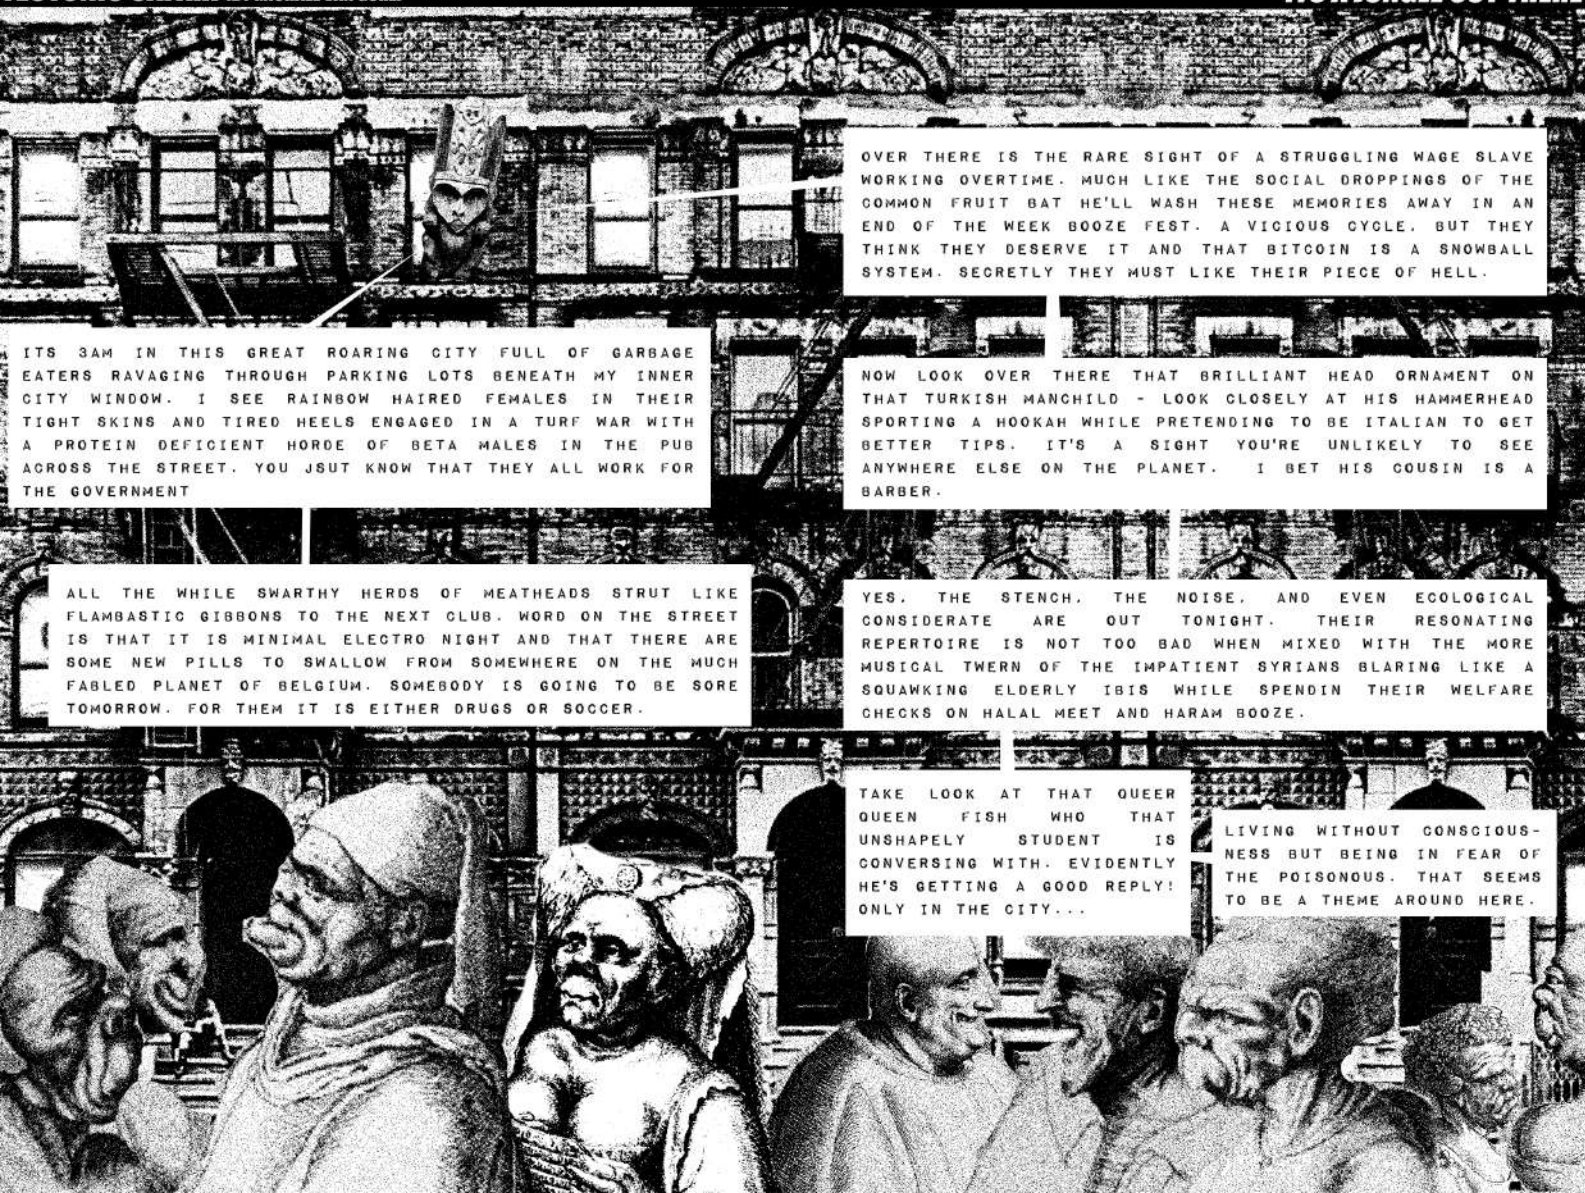 ITS 3AM IN THIS GREAT ROARING CITY FULL OF GARBAGE
EATERS RAVAGING THROUGH PARKING LOTS BENEATH MY INNER
CITY WINDOW. I SEE RAINBOW HAIRED FEMALES IN THEIR
TIGHT SKINS AND TIRED HEELS ENGAGED IN A TURF WAR WITH
A PROTEIN DEFICIENT HORDE OF BETA MALES IN THE PUB
ACROSS THE STREET. YOU JSUT KNOW THAT THEY ALL WORK FOR
THE GOVERNMENT
ALL THE WHILE SWARTHY HERDS OF MEATHEADS STRUT LIKE
FLAMBASTIC GIBBONS TO THE NEXT CLUB. WORD ON THE STREET
IS THAT IT IS MINIMAL ELECTRO NIGHT AND THAT THERE ARE
SOME NEW PILLS TO SWALLOW FROM SOMEWHERE ON THE MUCH
FABLED PLANET OF BELGIUM. SOMEBODY IS GOING TO BE SORE
TOMORROW. FOR THEM IT IS EITHER DRUGS OR SOCCER.
OVER THERE IS THE RARE SIGHT OF A STRUGGLING WAGE SLAVE
WORKING OVERTIME. MUCH LIKE THE SOCIAL DROPPINGS OF THE
COMMON FRUIT BAT HE'LL WASH THESE MEMORIES AWAY IN AN
END OF THE WEEK BOOZE FEST. A VICIOUS CYCLE. BUT THEY
THINK THEY DESERVE IT AND THAT BITCOIN IS A SNOWBALL
SYSTEM. SECRETLY THEY MUST LIKE THEIR PIECE OF HELL.
NOW LOOK OVER THERE THAT BRILLIANT HEAD ORNAMENT ON
THAT TURKISH MANCHILD - LOOK CLOSELY AT HIS HAMMERHEAD
SPORTING A HOOKAH WHILE PRETENDING TO BE ITALIAN TO GET
BETTER TIPS. IT'S A SIGHT YOU'RE UNLIKELY TO SEE
ANYWHERE ELSE ON THE PLANET. I BET HIS COUSIN IS A
BARBER.
YES. THE STENCH. THE NOISE. AND EVEN ECOLOGICAL
CONSIDERATE ARE OUT TONIGHT. THEIR RESONATING
REPERTOIRE IS NOT TOO BAD WHEN MIXED WITH THE MORE
MUSICAL TWERN OF THE IMPATIENT SYRIANS BLARING LIKE A
SQUAWKING ELDERLY IBIS WHILE SPENDIN THEIR WELFARE
CHECKS ON HALAL MEET AND HARAM BOOZE.
TAKE LOOK AT THAT QUEER
QUEEN FISH WHO THAT
UNSHAPELY STUDENT IS
CONVERSING WITH. EVIDENTLY
HE'S GETTING A GOOD REPLY!
ONLY IN THE CITY...
LIVING WITHOUT CONSCIOUS-
NESS BUT BEING IN FEAR OF
THE POISONOUS. THAT SEEMS
TO BE A THEME AROUND HERE.